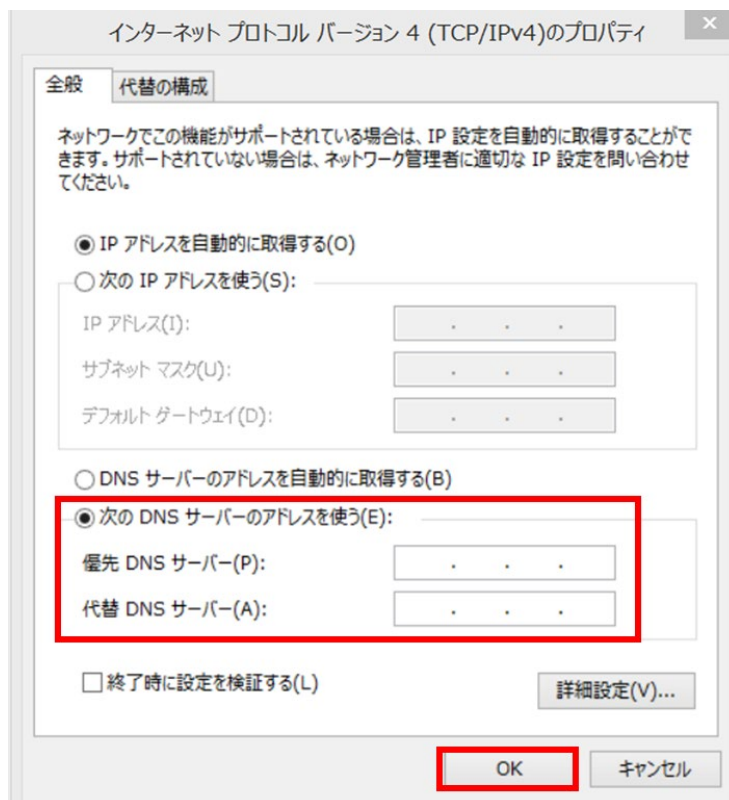 インターネット プロトコル バージョン 4 (TCP/IPv4)のプロパティ
×
全般
代替の構成
ネットワークでこの機能がサポートされている場合は、IP 設定を自動的に取得することがで
きます。サポートされていない場合は、ネットワーク管理者に適切な IP 設定を問い合わせ
てください。
IP アドレスを自動的に取得する(O)
次の IP アドレスを使う(S):
IP アドレス(I): . . .
サブネット マスク(U): . . .
デフォルト ゲートウェイ(D): . . .
DNS サーバーのアドレスを自動的に取得する(B)
次の DNS サーバーのアドレスを使う(E):
優先 DNS サーバー(P): . . .
代替 DNS サーバー(A): . . .
終了時に設定を検証する(L)
詳細設定(V)...
OK
キャンセル